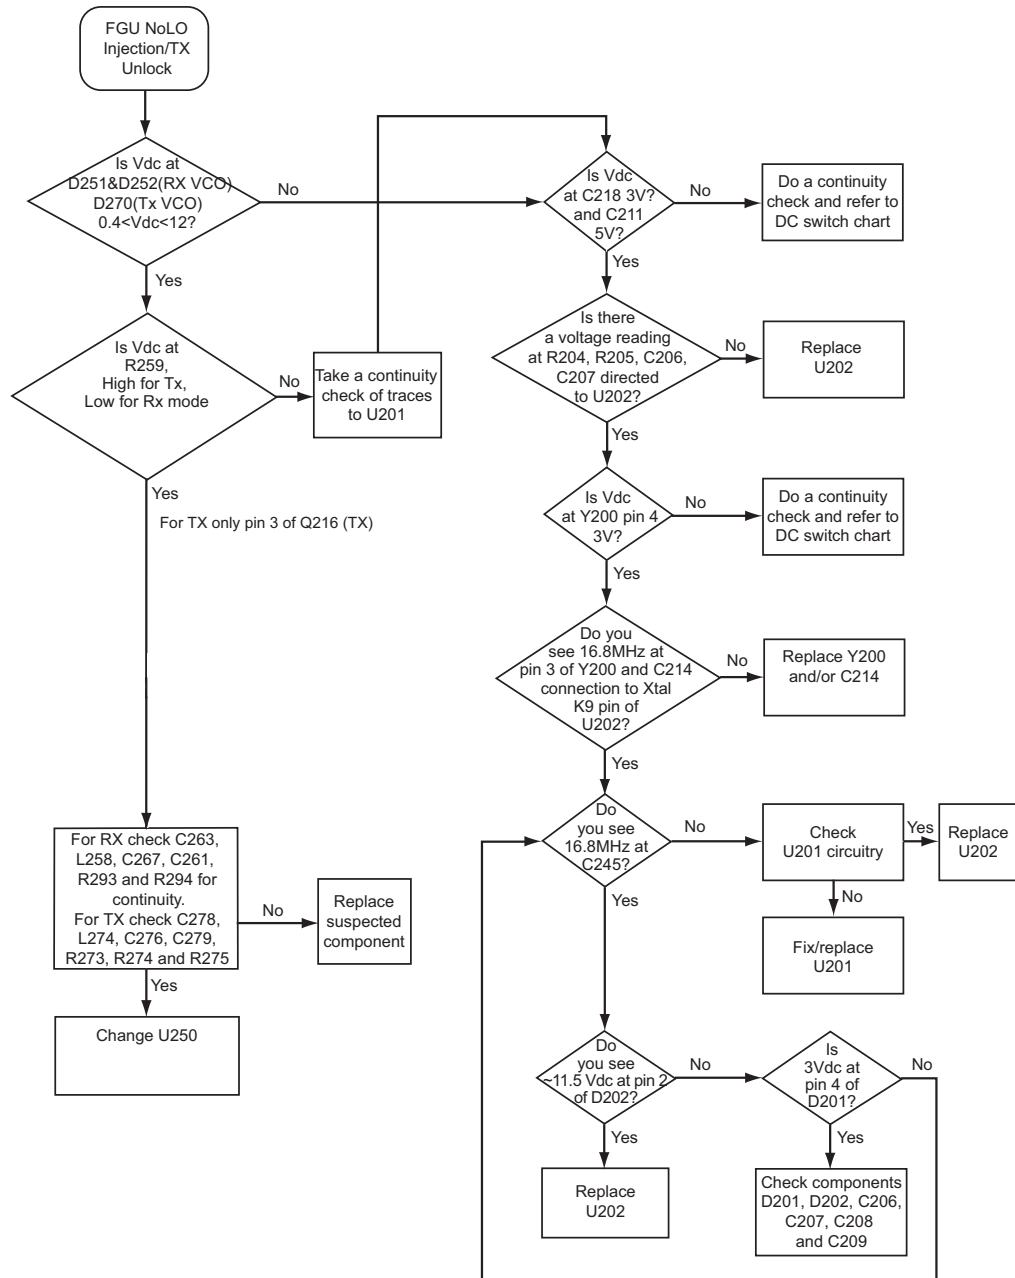 FGU NoLO
Injection/TX
Unlock
Is Vdc at
D251&D252(RX VCO)
D270(Tx VCO)
0.4<Vdc<12?
No
Yes
Is Vdc at
R259,
High for Tx,
Low for Rx mode
No
Take a continuity
check of traces
to U201
Yes
For TX only pin 3 of Q216 (TX)
For RX check C263,
L258, C267, C261,
R293 and R294 for
continuity.
For TX check C278,
L274, C276, C279,
R273, R274 and R275
No
Replace
suspected
component
Yes
Change U250
Is Vdc
at C218 3V?
and C211
5V?
No
Do a continuity
check and refer to
DC switch chart
Yes
Is there
a voltage reading
at R204, R205, C206,
C207 directed
to U202?
No
Replace
U202
Yes
Is Vdc
at Y200 pin 4
3V?
No
Do a continuity
check and refer to
DC switch chart
Yes
Do you
see 16.8MHz at
pin 3 of Y200 and C214
connection to Xtal
K9 pin of
U202?
No
Replace Y200
and/or C214
Yes
Do
you see
16.8MHz at
C245?
No
Check
U201 circuitry
Yes
Replace
U202
No
Fix/replace
U201
Yes
Do
you see
~11.5 Vdc at pin 2
of D202?
No
Is
3Vdc at
pin 4 of
D201?
No
Yes
Replace
U202
Yes
Check components
D201, D202, C206,
C207, C208
and C209